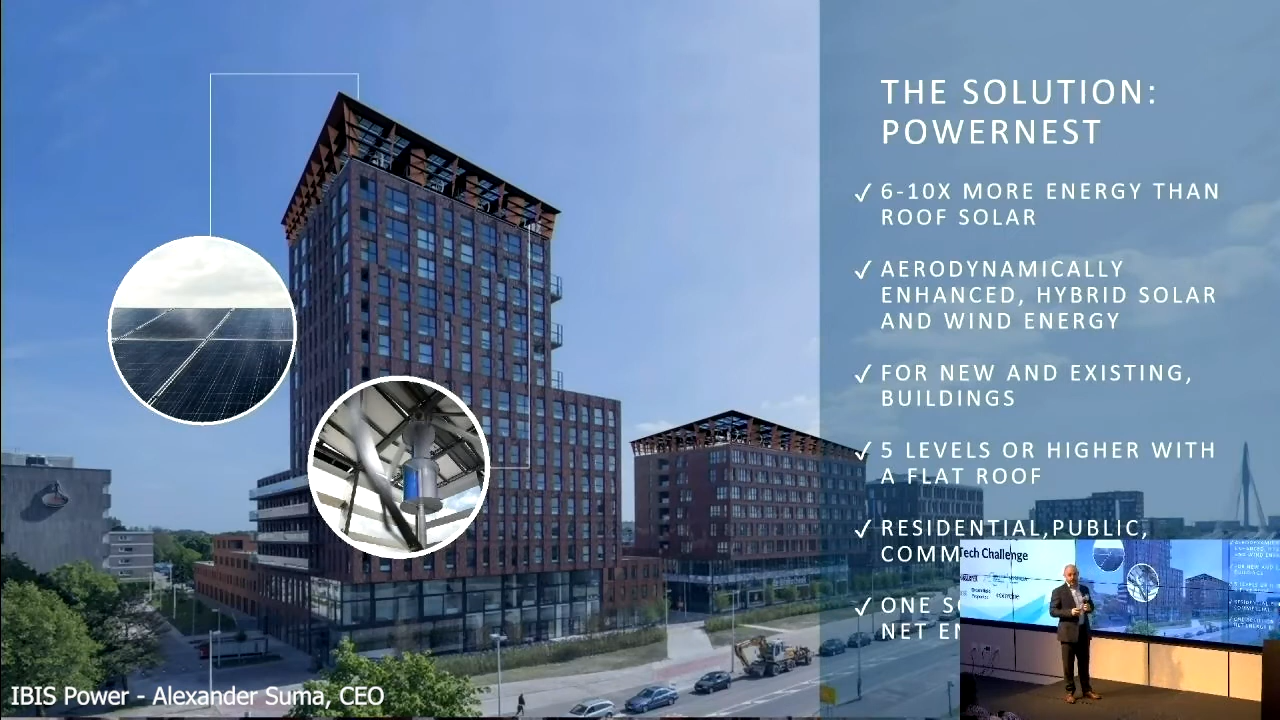 THE SOLUTION:
POWERNEST
✓ 6-10X MORE ENERGY THAN
ROOF SOLAR
✓ AERODYNAMICALLY
ENHANCED, HYBRID SOLAR
AND WIND ENERGY
✓ FOR NEW AND EXISTING,
BUILDINGS
✓ 5 LEVELS OR HIGHER WITH
A FLAT ROOF
✓ RESIDENTIAL,PUBLIC,
COMM
✓ ONE
NET
Tech Challenge
IBIS Power - Alexander Suma, CEO